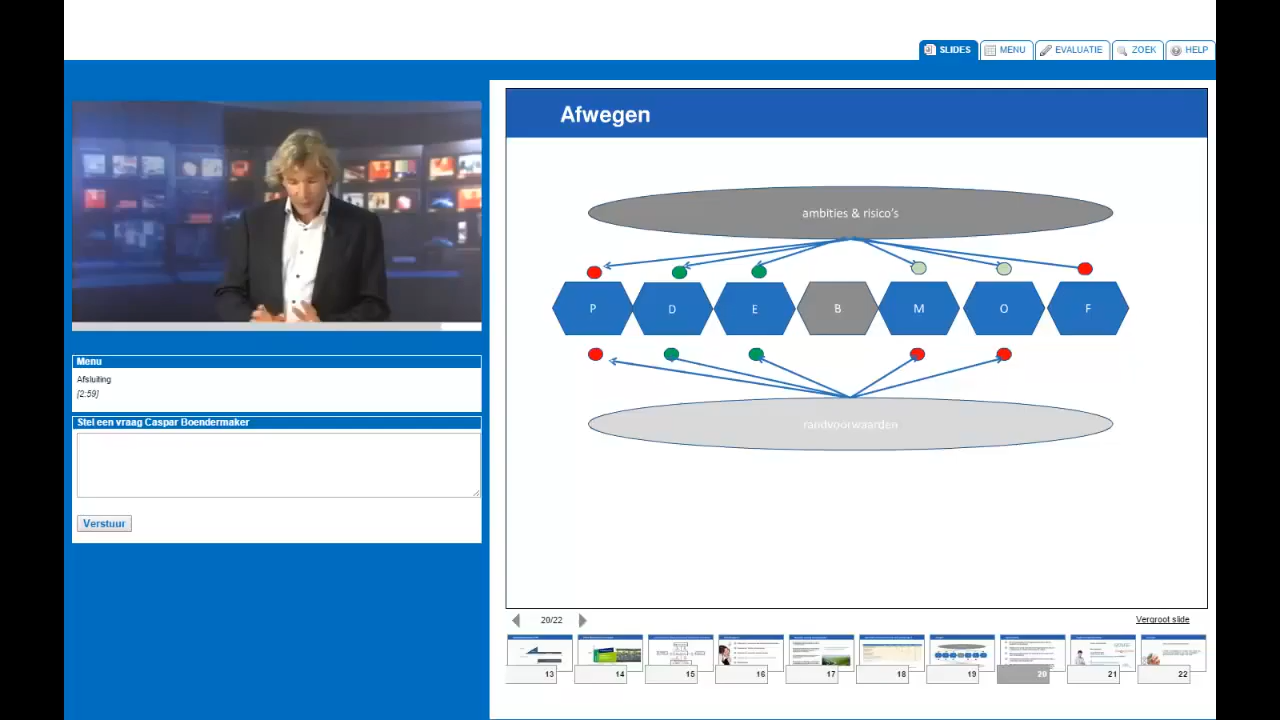 SLIDES MENU EVALUATIE ZOEK HELP
Afwegen
ambities & risico's
P D E B M O F
randvoorwaarden
Menu
Afsluiting
[2:59]
Stel een vraag Caspar Boendermaker
Verstuur
20/22
Vergroot slide
13 14 15 16 17 18 19 20 21 22